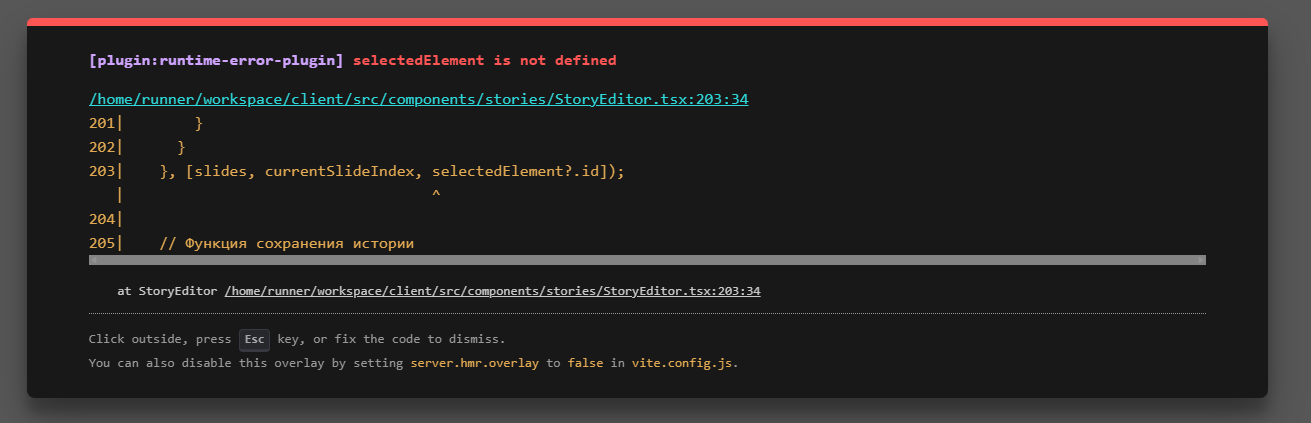 [plugin:runtime-error-plugin] selectedElement is not defined
/home/runner/workspace/client/src/components/stories/StoryEditor.tsx:203:34
201|        }
202|      }
203|    }, [slides, currentSlideIndex, selectedElement?.id]);
   |                                   ^
204|
205|    // Функция сохранения истории
at StoryEditor /home/runner/workspace/client/src/components/stories/StoryEditor.tsx:203:34
Click outside, press Esc key, or fix the code to dismiss.
You can also disable this overlay by setting server.hmr.overlay to false in vite.config.js.